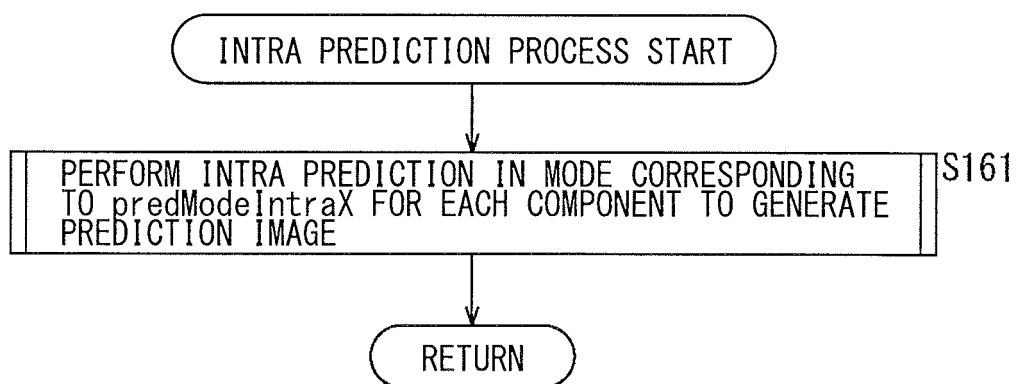 INTRA PREDICTION PROCESS START
PERFORM INTRA PREDICTION IN MODE CORRESPONDING
TO predModeIntraX FOR EACH COMPONENT TO GENERATE
PREDICTION IMAGE
S161
RETURN